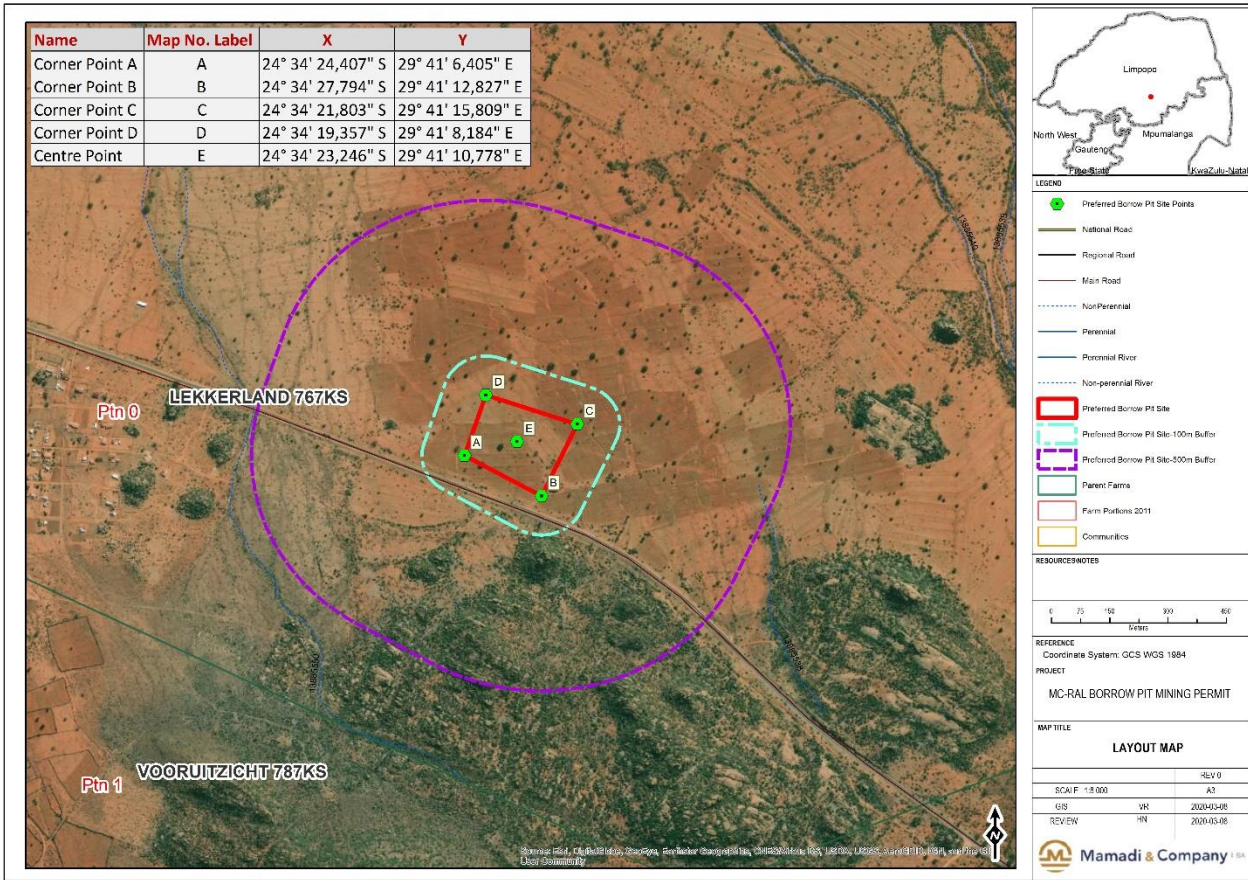 Name Map No. Label X Y
Corner Point A A 24° 34' 24,407" S 29° 41' 6,405" E
Corner Point B B 24° 34' 27,794" S 29° 41' 12,827" E
Corner Point C C 24° 34' 21,803" S 29° 41' 15,809" E
Corner Point D D 24° 34' 19,357" S 29° 41' 8,184" E
Centre Point E 24° 34' 23,246" S 29° 41' 10,778" E
D
C
E
A
B
LEKKERLAND 767KS
Ptn 0
VOORUITZICHT 787KS
Ptn 1
N
User Community
Limpopo
North West
Mpumalanga
Gauteng
Free State
KwaZulu-Natal
LEGEND
Preferred Borrow Pit Site Points
National Road
Regional Road
Main Road
NonPerennial
Perennial
Perennial River
Non-perennial River
Preferred Borrow Pit Site
Preferred Borrow Pit Site-100m Buffer
Preferred Borrow Pit Site-500m Buffer
Parent Farms
Farm Portions 2011
Communities
RESOURCES/NOTES
0 75 150 300 450
Meters
REFERENCE
Coordinate System: GCS WGS 1984
PROJECT
MC-RAL BORROW PIT MINING PERMIT
MAP TITLE
LAYOUT MAP
REV 0
SCALE 1:8 000 A3
GIS VR 2020-03-08
REVIEW HN 2020-03-08
Mamadi & Company